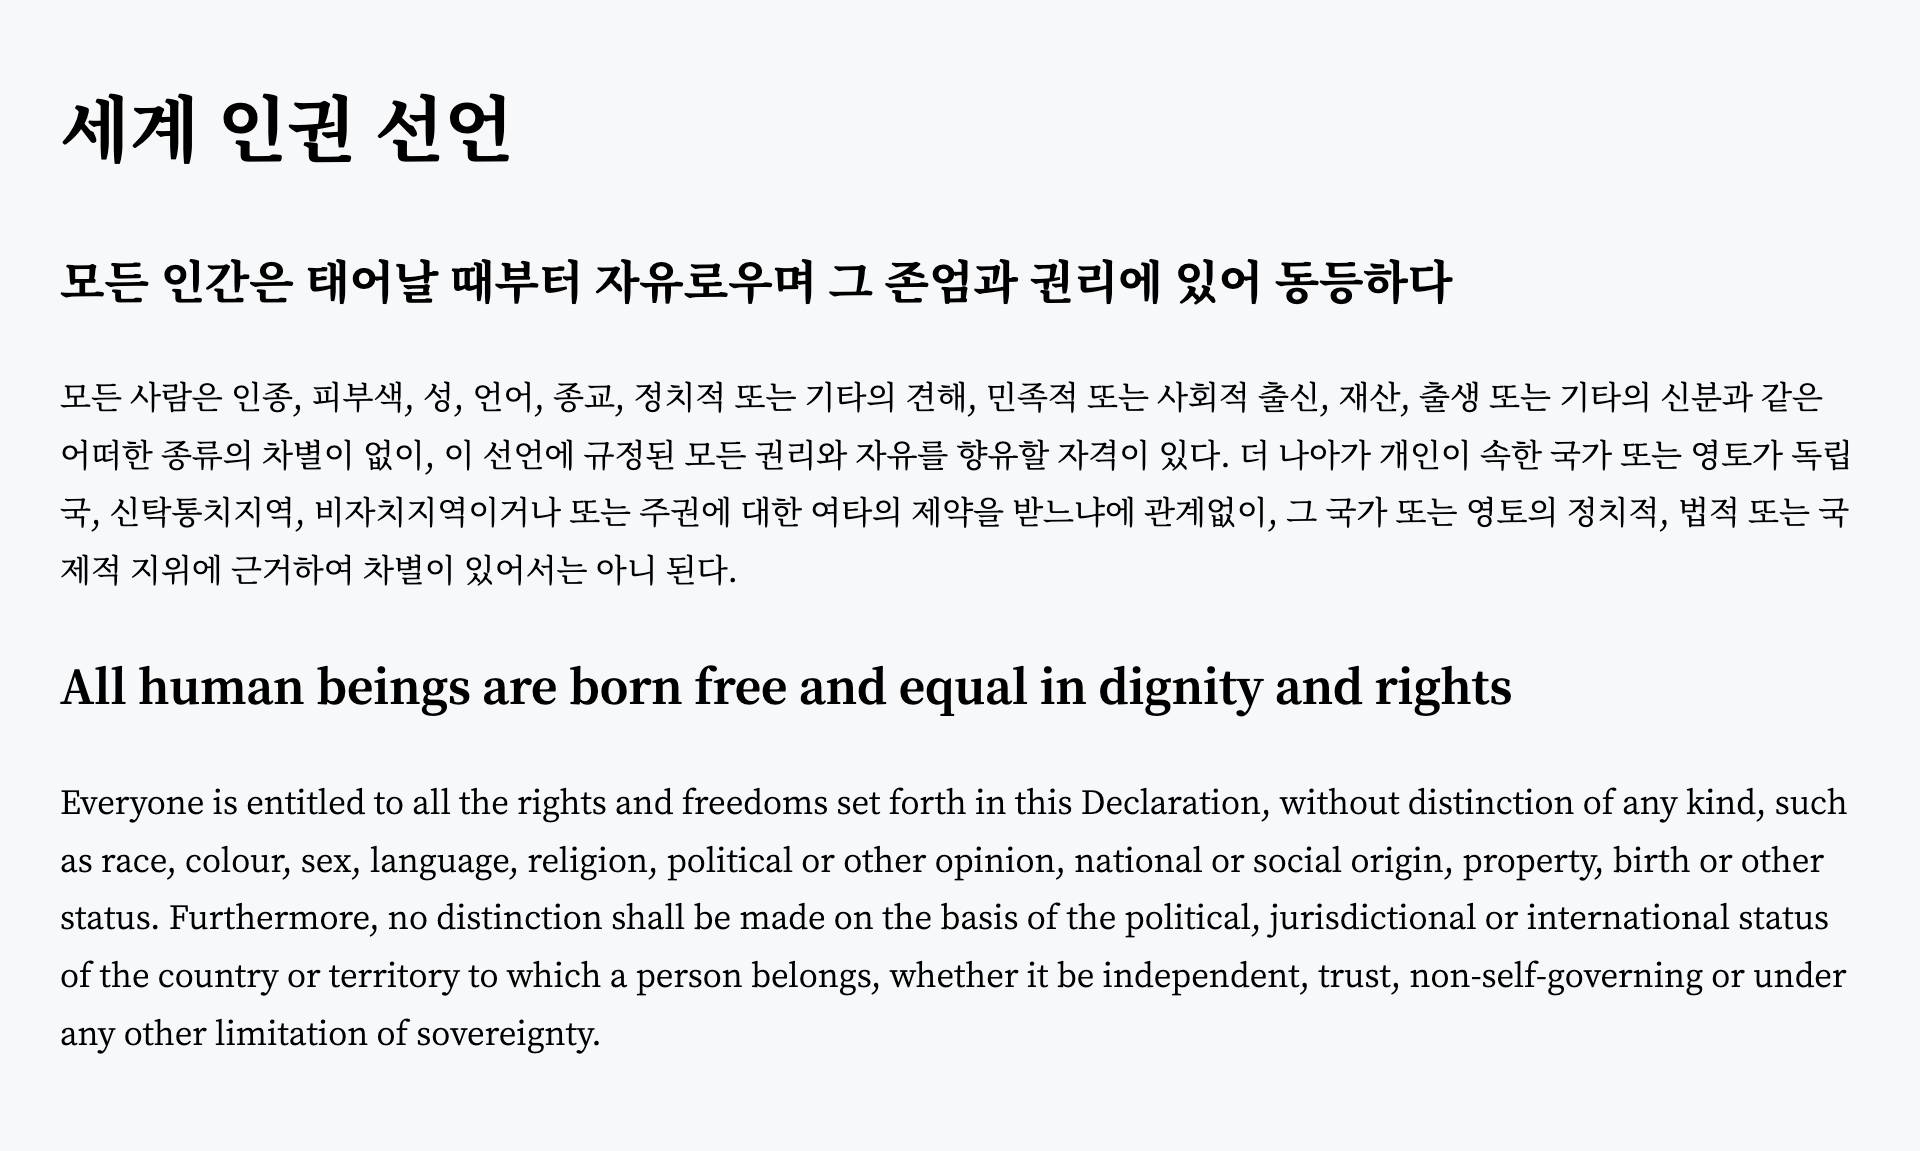 세계 인권 선언
모든 인간은 태어날 때부터 자유로우며 그 존엄과 권리에 있어 동등하다
모든 사람은 인종, 피부색, 성, 언어, 종교, 정치적 또는 기타의 견해, 민족적 또는 사회적 출신, 재산, 출생 또는 기타의 신분과 같은
어떠한 종류의 차별이 없이, 이 선언에 규정된 모든 권리와 자유를 향유할 자격이 있다. 더 나아가 개인이 속한 국가 또는 영토가 독립
국, 신탁통치지역, 비자치지역이거나 또는 주권에 대한 여타의 제약을 받느냐에 관계없이, 그 국가 또는 영토의 정치적, 법적 또는 국
제적 지위에 근거하여 차별이 있어서는 아니 된다.
All human beings are born free and equal in dignity and rights
Everyone is entitled to all the rights and freedoms set forth in this Declaration, without distinction of any kind, such
as race, colour, sex, language, religion, political or other opinion, national or social origin, property, birth or other
status. Furthermore, no distinction shall be made on the basis of the political, jurisdictional or international status
of the country or territory to which a person belongs, whether it be independent, trust, non-self-governing or under
any other limitation of sovereignty.